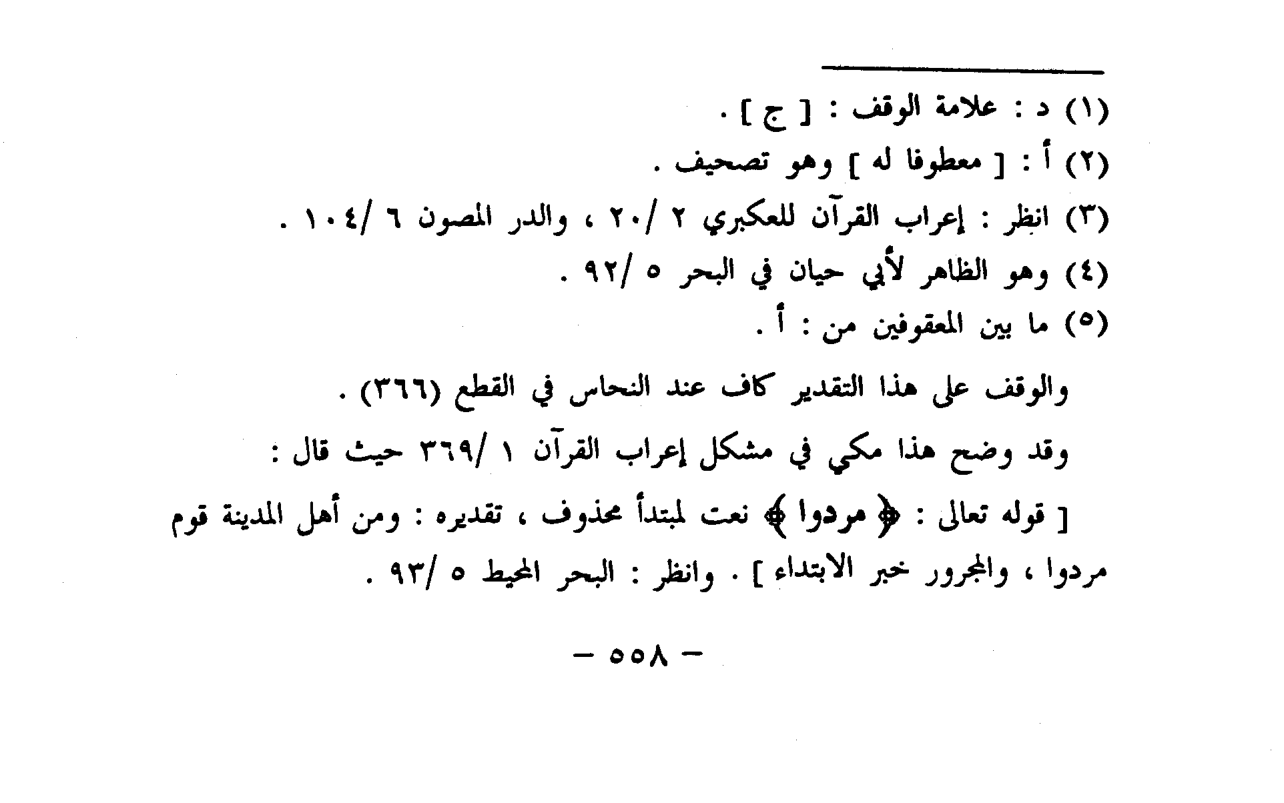 (١) د : علامة الوقف : [ ج ] .
(٢) أ : [ معطوفا له ] وهو تصحيف .
(٣) انظر : إعراب القرآن للعكبري ٢ /٢٠ ، والدر المصون ٦ /١٠٤ .
(٤) وهو الظاهر لأبي حيان في البحر ٥ /٩٢ .
(٥) ما بين المعقوفين من : أ .
والوقف على هذا التقدير كاف عند النحاس في القطع (٣٦٦) .
وقد وضح هذا مكي في مشكل إعراب القرآن ١ /٣٦٩ حيث قال :
[ قوله تعالى : ﴿ مردوا ﴾ نعت لمبتدأ محذوف ، تقديره : ومن أهل المدينة قوم
مردوا ، والمجرور خبر الابتداء ] . وانظر : البحر المحيط ٥ /٩٣ .
– ٥٥٨ –